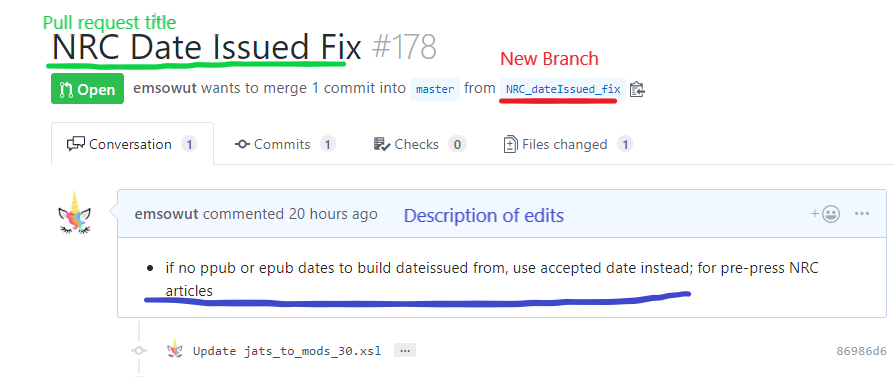 Pull request title
NRC Date Issued Fix #178
New Branch
Open emsowut wants to merge 1 commit into master from NRC_dateIssued_fix
Conversation 1 Commits 1 Checks 0 Files changed 1
emsowut commented 20 hours ago Description of edits
• if no ppub or epub dates to build dateissued from, use accepted date instead; for pre-press NRC
articles
Update jats_to_mods_30.xsl ... 86986d6